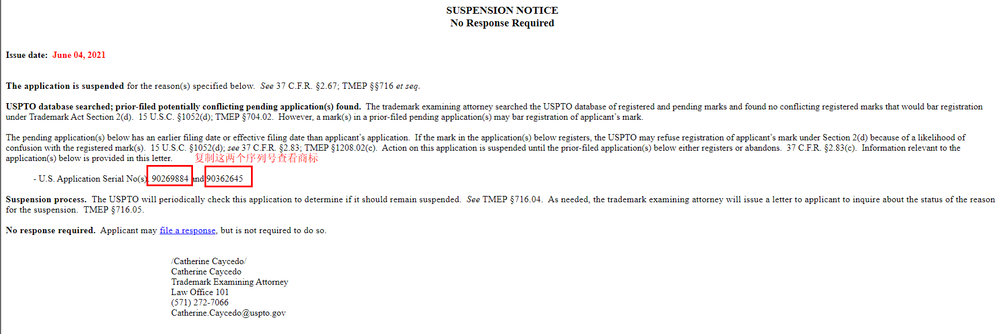 SUSPENSION NOTICE
No Response Required
Issue date:  June 04, 2021
The application is suspended for the reason(s) specified below.  See 37 C.F.R. §2.67; TMEP §§716 et seq.
USPTO database searched; prior-filed potentially conflicting pending application(s) found.  The trademark examining attorney searched the USPTO database of registered and pending marks and found no conflicting registered marks that would bar registration
under Trademark Act Section 2(d).  15 U.S.C. §1052(d); TMEP §704.02.  However, a mark(s) in a prior-filed pending application(s) may bar registration of applicant’s mark.
The pending application(s) below has an earlier filing date or effective filing date than applicant’s application.  If the mark in the application(s) below registers, the USPTO may refuse registration of applicant’s mark under Section 2(d) because of a likelihood of
confusion with the registered mark(s).  15 U.S.C. §1052(d); see 37 C.F.R. §2.83; TMEP §1208.02(c).  Action on this application is suspended until the prior-filed application(s) below either registers or abandons.  37 C.F.R. §2.83(c).  Information relevant to the
application(s) below is provided in this letter.
复制这两个序列号查看商标
- U.S. Application Serial No(s). 90269884 and 90362645
Suspension process.  The USPTO will periodically check this application to determine if it should remain suspended.  See TMEP §716.04.  As needed, the trademark examining attorney will issue a letter to applicant to inquire about the status of the reason
for the suspension.  TMEP §716.05.
No response required.  Applicant may file a response, but is not required to do so.
/Catherine Caycedo/
Catherine Caycedo
Trademark Examining Attorney
Law Office 101
(571) 272-7066
Catherine.Caycedo@uspto.gov